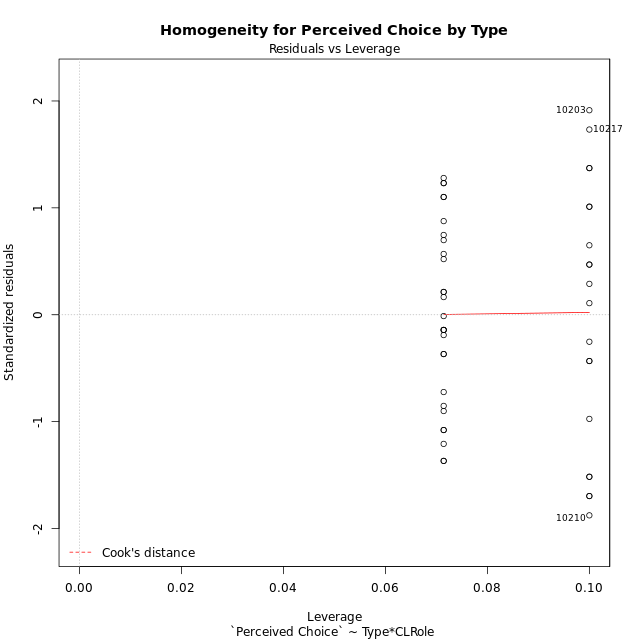 Homogeneity for Perceived Choice by Type
Residuals vs Leverage
2
1
0
-1
-2
Standardized residuals
10203
10217
10210
Cook's distance
0.00 0.02 0.04 0.06 0.08 0.10
Leverage
`Perceived Choice` ~ Type*CLRole